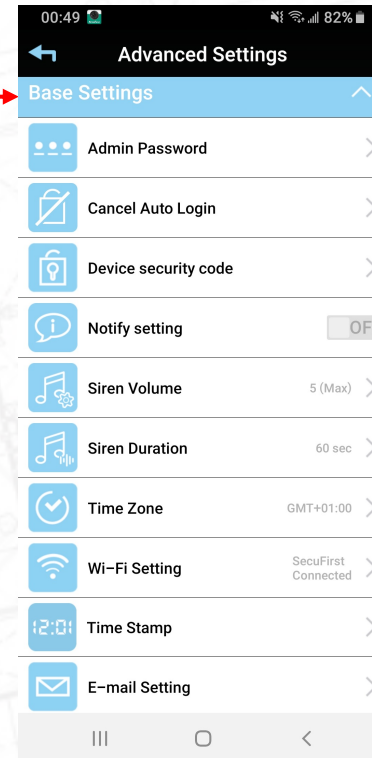 00:49 82%
Advanced Settings
Base Settings
Admin Password
Cancel Auto Login
Device security code
Notify setting OF
Siren Volume 5 (Max)
Siren Duration 60 sec
Time Zone GMT+01:00
Wi-Fi Setting SecuFirst
Connected
12:01 Time Stamp
E-mail Setting